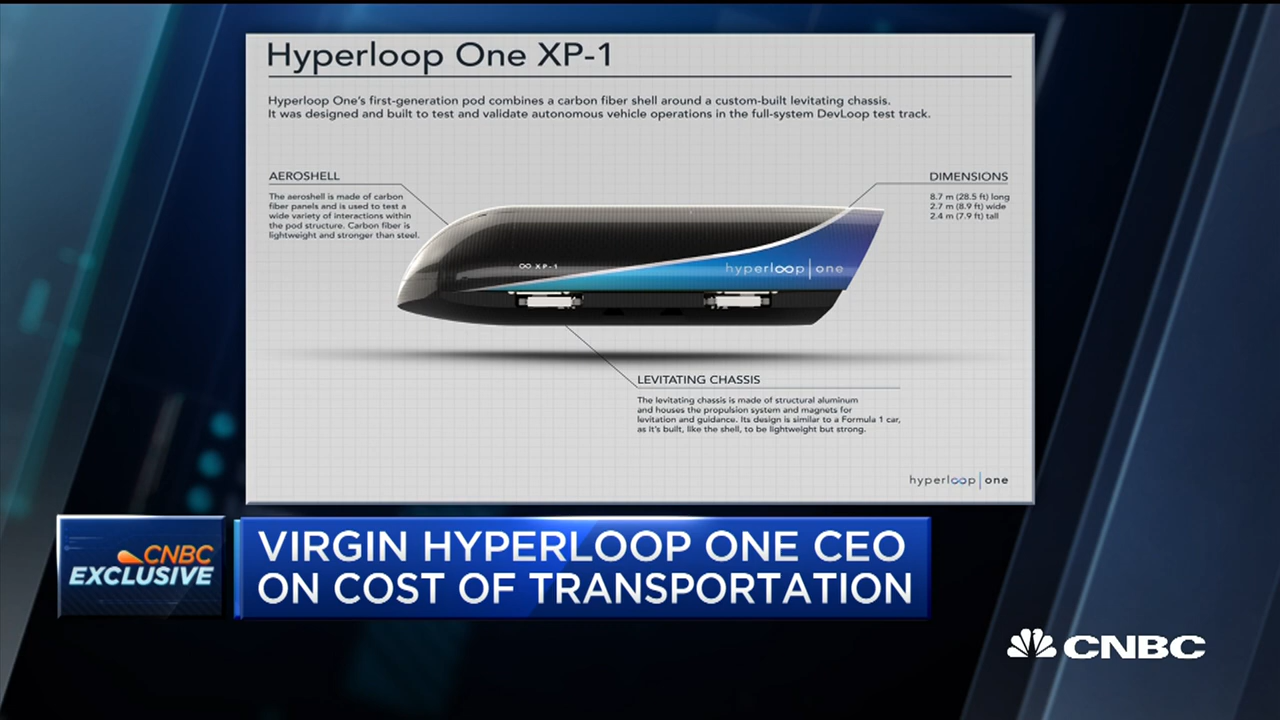 Hyperloop One XP-1
Hyperloop One's first-generation pod combines a carbon fiber shell around a custom-built levitating chassis.
It was designed and built to test and validate autonomous vehicle operations in the full-system DevLoop test track.
AEROSHELL
The aeroshell is made of carbon
fiber panels and is used to test a
wide variety of interactions within
the pod structure. Carbon fiber is
lightweight and stronger than steel.
DIMENSIONS
8.7 m (28.5 ft) long
2.7 m (8.9 ft) wide
2.4 m (7.9 ft) tall
XP-1
hyperloop|one
LEVITATING CHASSIS
The levitating chassis is made of structural aluminum
and houses the propulsion system and magnets for
levitation and guidance. Its design is similar to a Formula 1 car,
as it's built, like the shell, to be lightweight but strong.
hyperloop|one
CNBC
EXCLUSIVE
VIRGIN HYPERLOOP ONE CEO
ON COST OF TRANSPORTATION
CNBC